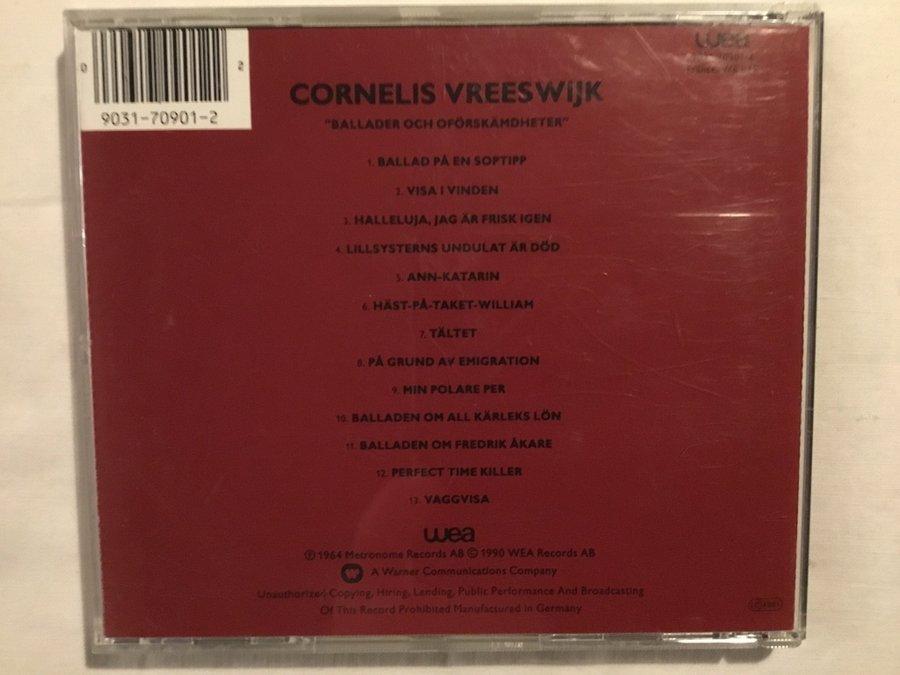 0
2
9031-70901-2
wea
CORNELIS VREESWIJK
"BALLADER OCH OFÖRSKÄMDHETER"
1. BALLAD PÅ EN SOPTIPP
2. VISA I VINDEN
3. HALLELUJA, JAG ÄR FRISK IGEN
4. LILLSYSTERNS UNDULAT ÄR DÖD
5. ANN-KATARIN
6. HÄST-PÅ-TAKET-WILLIAM
7. TÄLTET
8. PÅ GRUND AV EMIGRATION
9. MIN POLARE PER
10. BALLADEN OM ALL KÄRLEKS LÖN
11. BALLADEN OM FREDRIK ÅKARE
12. PERFECT TIME KILLER
13. VAGGVISA
wea
℗ 1964 Metronome Records AB © 1990 WEA Records AB
A Warner Communications Company
Unauthorized Copying, Hiring, Lending, Public Performance And Broadcasting
Of This Record Prohibited Manufactured in Germany